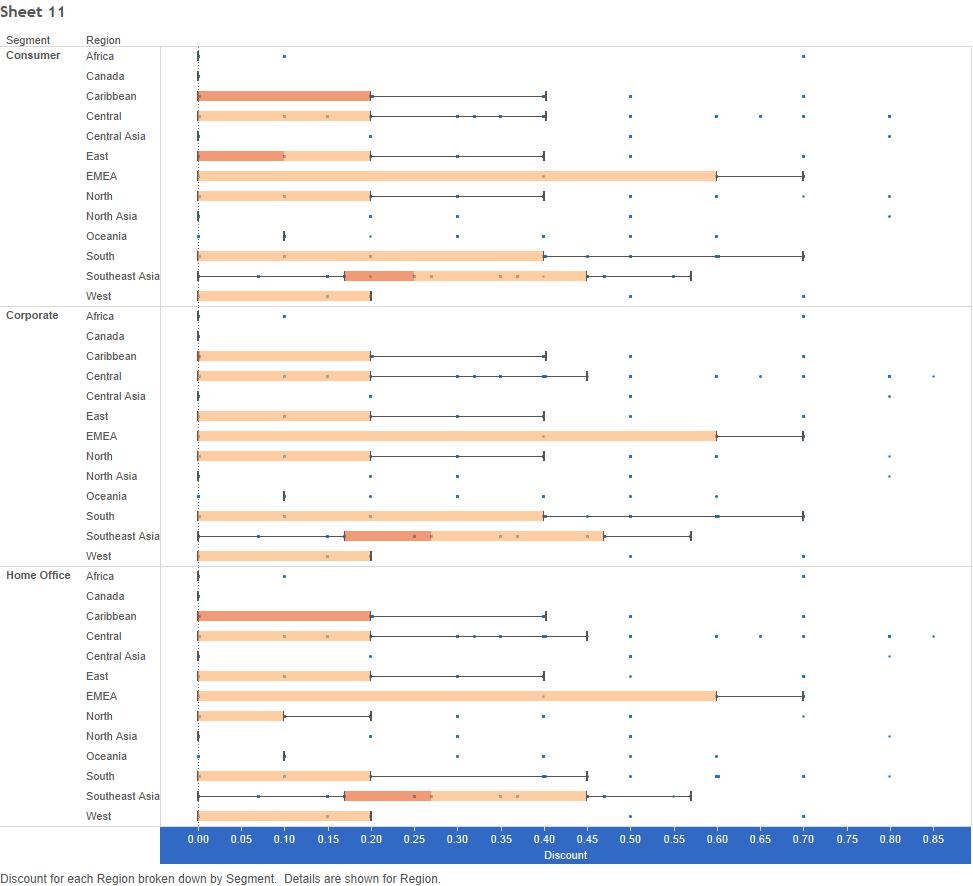 Sheet 11
Segment Region
Consumer Africa
Canada
Caribbean
Central
Central Asia
East
EMEA
North
North Asia
Oceania
South
Southeast Asia
West
Corporate Africa
Canada
Caribbean
Central
Central Asia
East
EMEA
North
North Asia
Oceania
South
Southeast Asia
West
Home Office Africa
Canada
Caribbean
Central
Central Asia
East
EMEA
North
North Asia
Oceania
South
Southeast Asia
West
0.00 0.05 0.10 0.15 0.20 0.25 0.30 0.35 0.40 0.45 0.50 0.55 0.60 0.65 0.70 0.75 0.80 0.85
Discount
Discount for each Region broken down by Segment. Details are shown for Region.